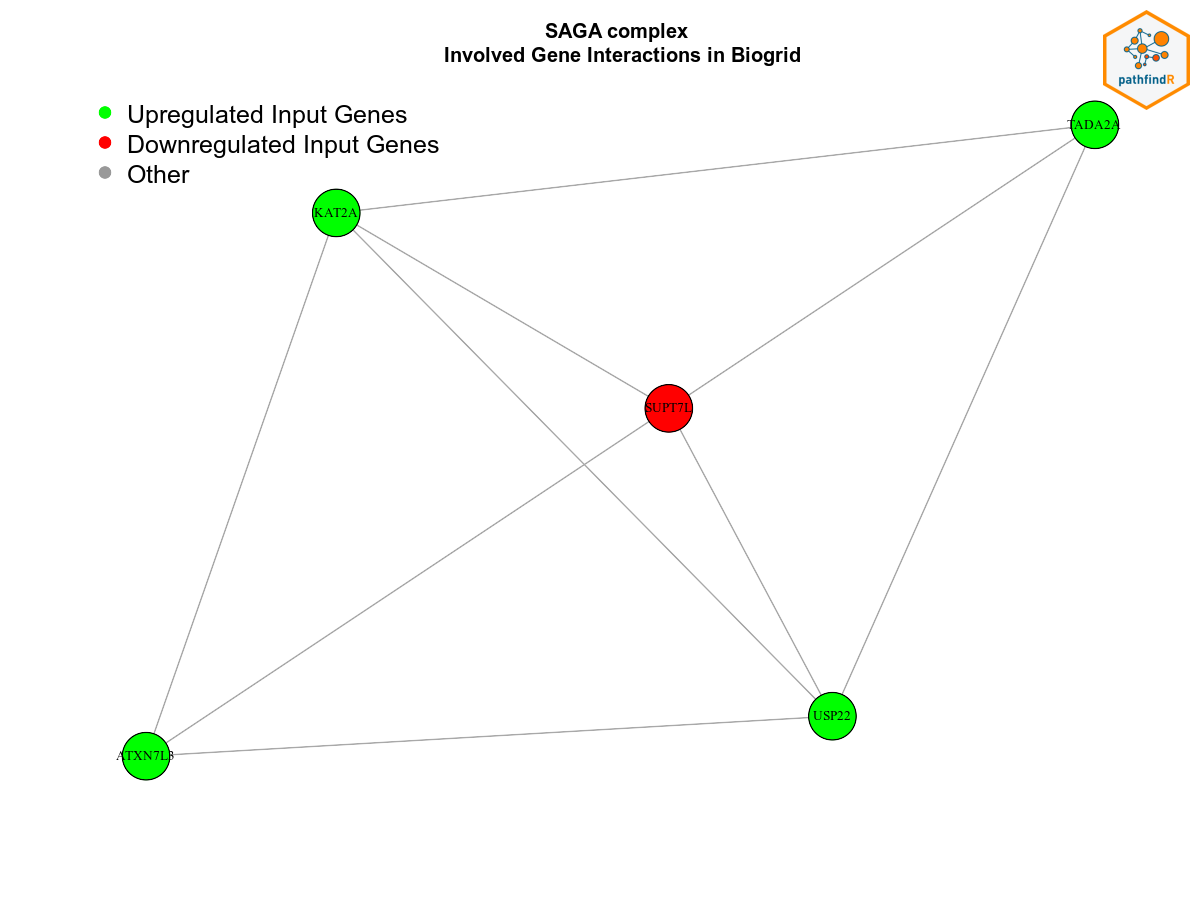 SAGA complex
Involved Gene Interactions in Biogrid
pathfindR
Upregulated Input Genes
Downregulated Input Genes
Other
TADA2A
KAT2A
SUPT7L
USP22
ATXN7L3